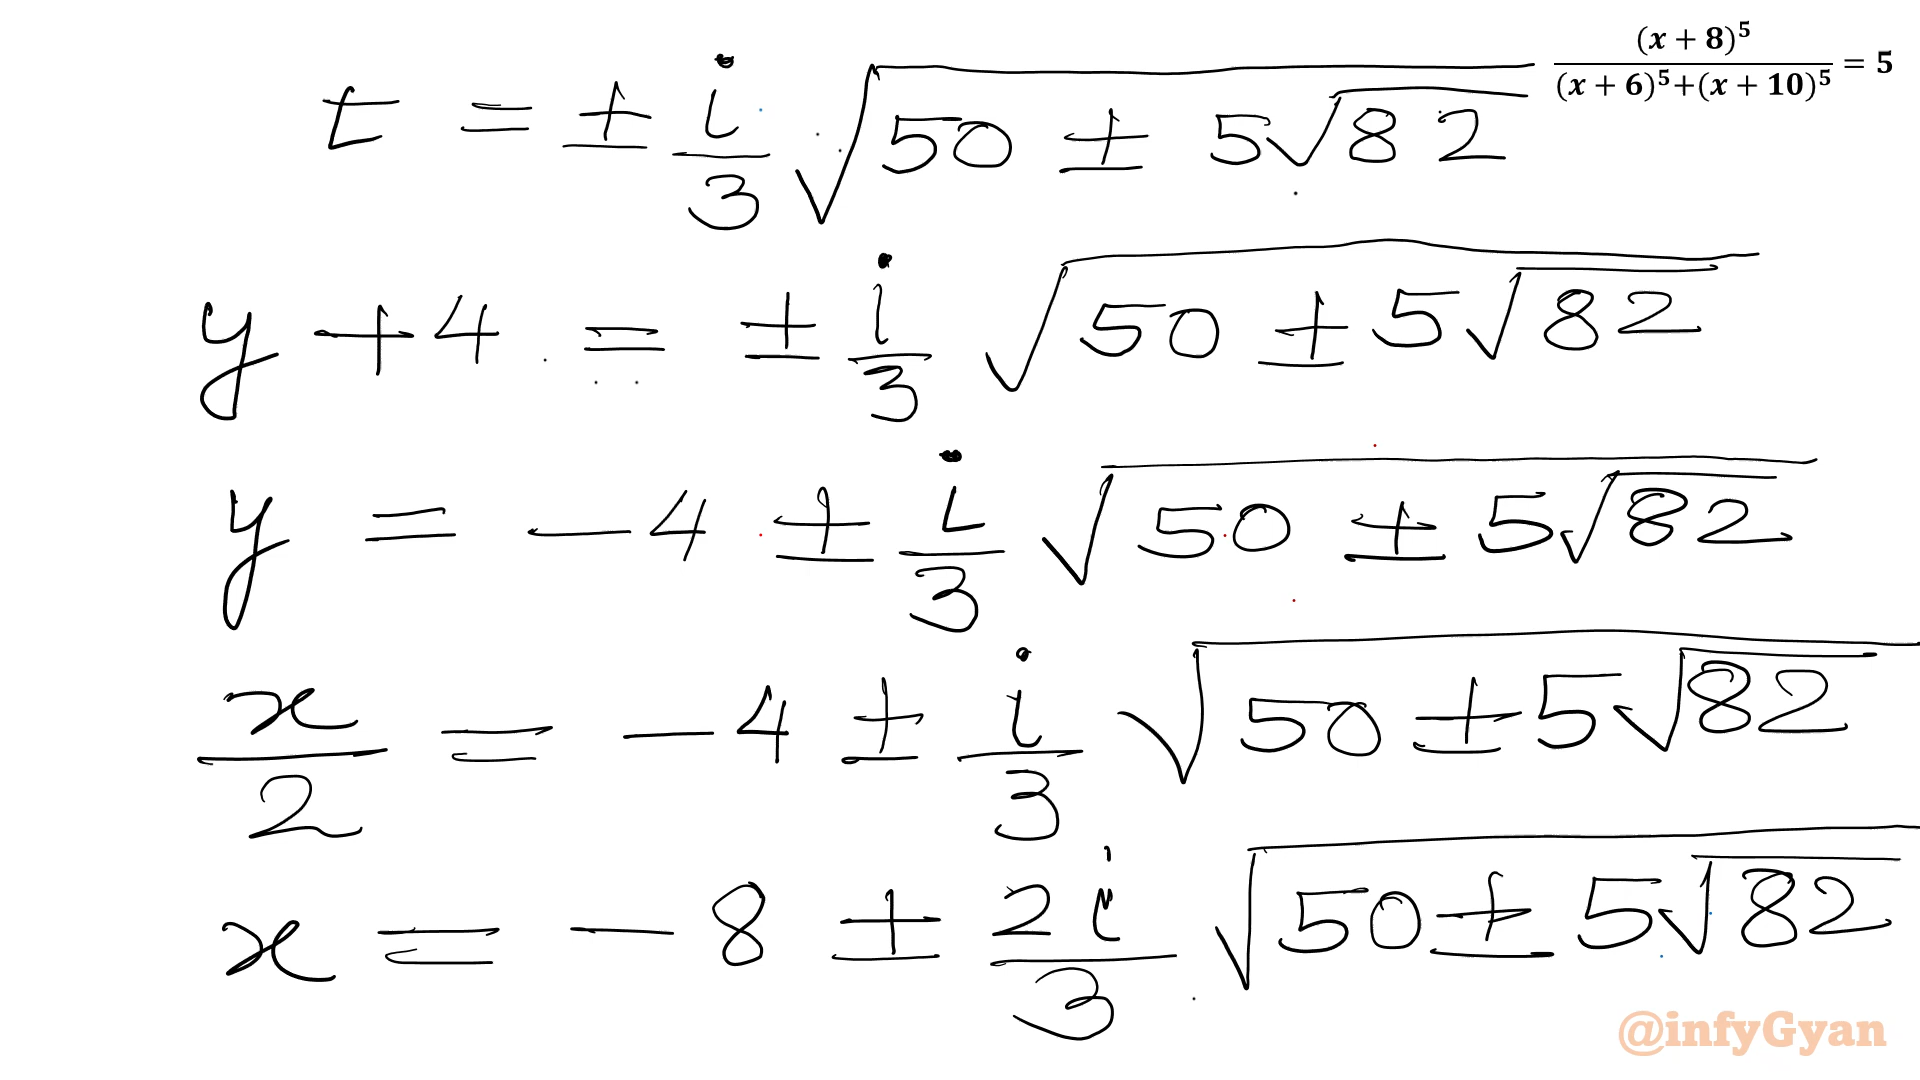 (x + 8)^5 / ((x + 6)^5+(x + 10)^5) = 5
t = ± i/3 √(50 ± 5√82)
y + 4 = ± i/3 √(50 ± 5√82)
y = - 4 ± i/3 √(50 ± 5√82)
x/2 = - 4 ± i/3 √(50 ± 5√82)
x = - 8 ± 2i/3 √(50 ± 5√82)
@infyGyan